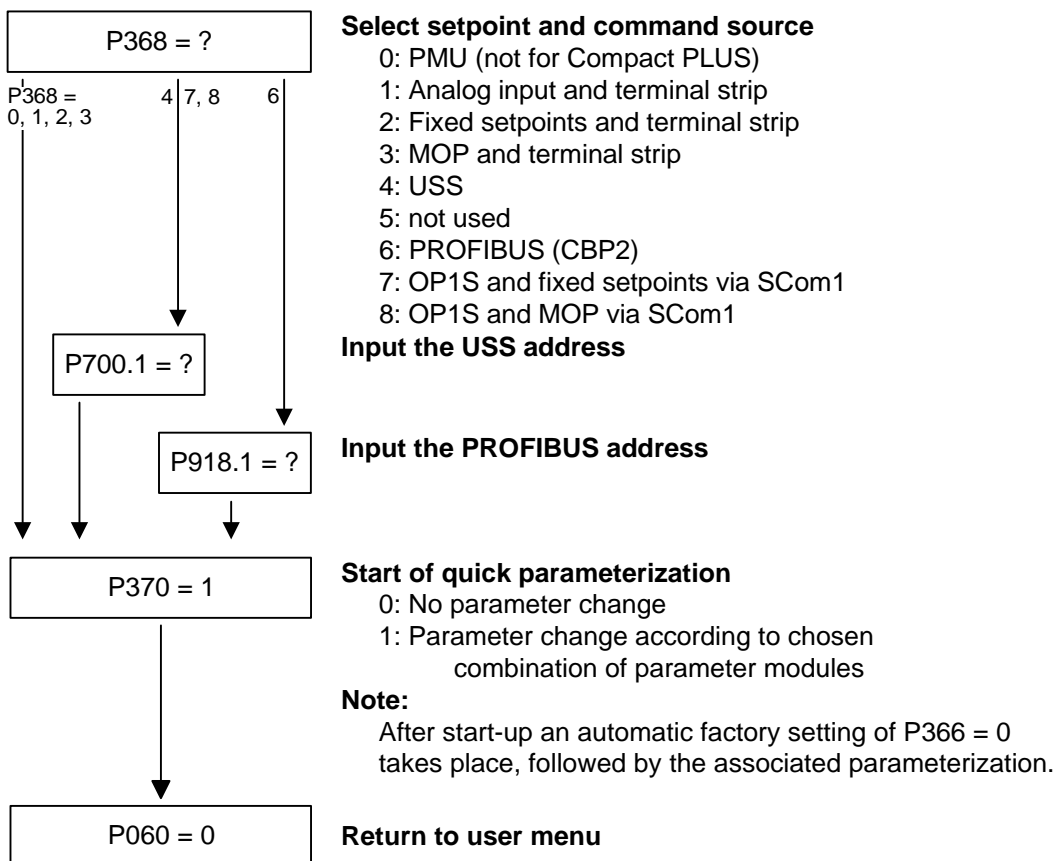 P368 = ?
Select setpoint and command source
0: PMU (not for Compact PLUS)
1: Analog input and terminal strip
2: Fixed setpoints and terminal strip
3: MOP and terminal strip
4: USS
5: not used
6: PROFIBUS (CBP2)
7: OP1S and fixed setpoints via SCom1
8: OP1S and MOP via SCom1
P368 =
0, 1, 2, 3
4
7, 8
6
P700.1 = ?
Input the USS address
P918.1 = ?
Input the PROFIBUS address
P370 = 1
Start of quick parameterization
0: No parameter change
1: Parameter change according to chosen
combination of parameter modules
Note:
After start-up an automatic factory setting of P366 = 0
takes place, followed by the associated parameterization.
P060 = 0
Return to user menu